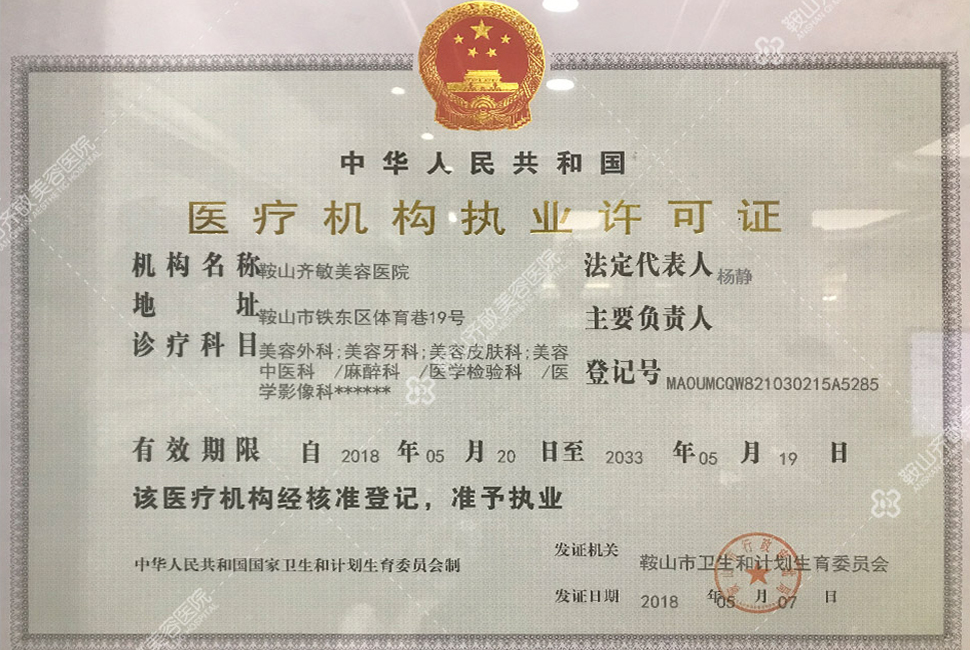 中华人民共和国
医疗机构执业许可证
机构名称 鞍山齐敏美容医院
法定代表人 杨静
地址 鞍山市铁东区体育巷19号
主要负责人
诊疗科目 美容外科;美容牙科;美容皮肤科;美容
中医科 /麻醉科 /医学检验科 /医
学影像科******
登记号 MAOUMCQW821030215A5285
有效期限 自 2018 年 05 月 20 日至 2033 年 05 月 19 日
该医疗机构经核准登记，准予执业
中华人民共和国国家卫生和计划生育委员会制
发证机关 鞍山市卫生和计划生育委员会
发证日期 2018 年 05 月 07 日